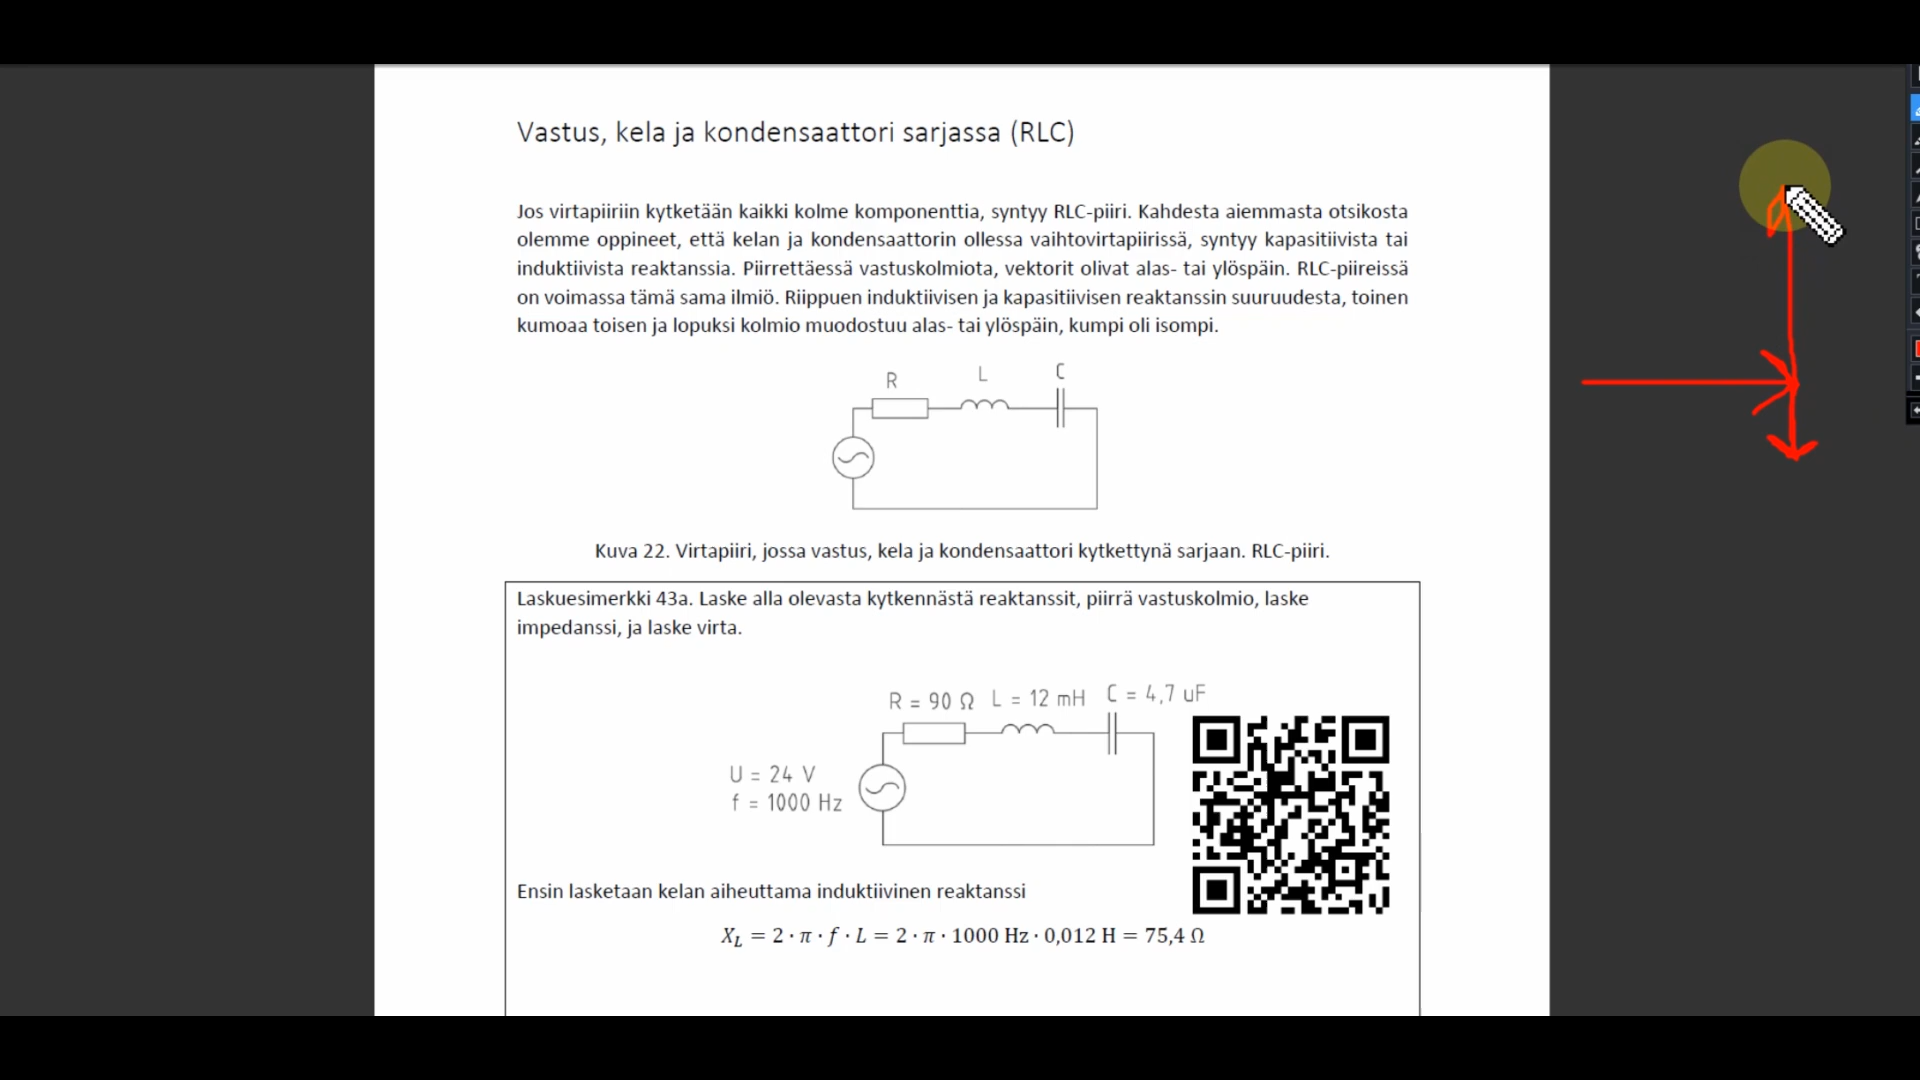 Vastus, kela ja kondensaattori sarjassa (RLC)
Jos virtapiiriin kytketään kaikki kolme komponenttia, syntyy RLC-piiri. Kahdesta aiemmasta otsikosta
olemme oppineet, että kelan ja kondensaattorin ollessa vaihtovirtapiirissä, syntyy kapasitiivista tai
induktiivista reaktanssia. Piirrettäessä vastuskolmiota, vektorit olivat alas- tai ylöspäin. RLC-piireissä
on voimassa tämä sama ilmiö. Riippuen induktiivisen ja kapasitiivisen reaktanssin suuruudesta, toinen
kumoaa toisen ja lopuksi kolmio muodostuu alas- tai ylöspäin, kumpi oli isompi.
R L C
Kuva 22. Virtapiiri, jossa vastus, kela ja kondensaattori kytkettynä sarjaan. RLC-piiri.
Laskuesimerkki 43a. Laske alla olevasta kytkennästä reaktanssit, piirrä vastuskolmio, laske
impedanssi, ja laske virta.
R = 90 Ω L = 12 mH C = 4,7 uF
U = 24 V
f = 1000 Hz
Ensin lasketaan kelan aiheuttama induktiivinen reaktanssi
X_L = 2 · π · f · L = 2 · π · 1000 Hz · 0,012 H = 75,4 Ω